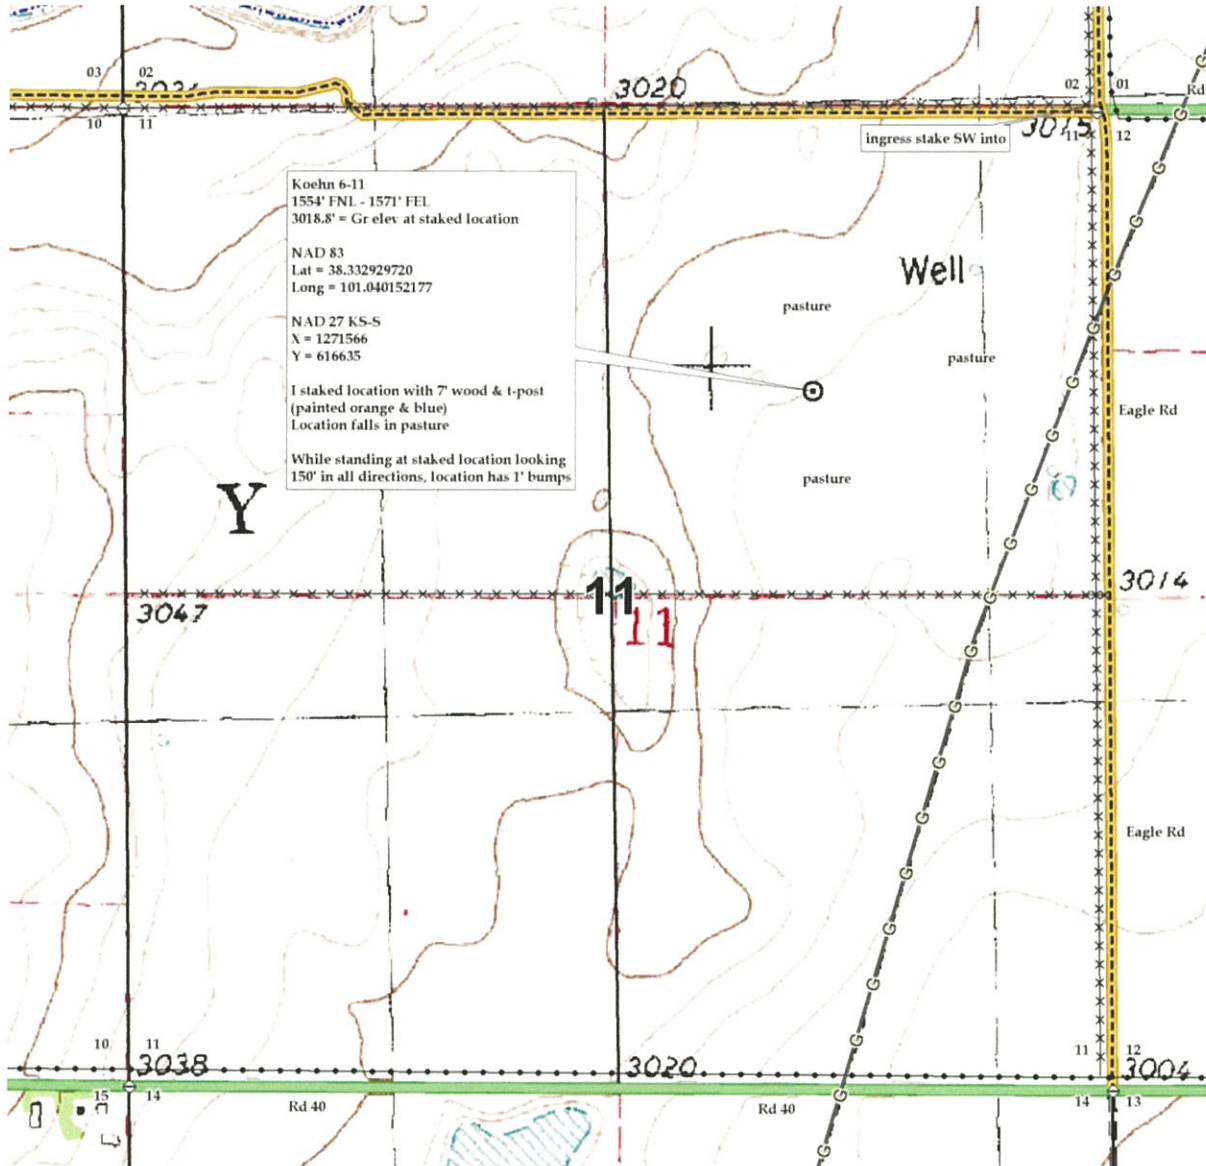 03 02
3021
3020
02 01
Rd
10 11
3015
11 12
ingress stake SW into
Koehn 6-11
1554' FNL - 1571' FEL
3018.8' = Gr elev at staked location
NAD 83
Lat = 38.332929720
Long = 101.040152177
NAD 27 KS-S
X = 1271566
Y = 616635
I staked location with 7' wood & t-post
(painted orange & blue)
Location falls in pasture
While standing at staked location looking
150' in all directions, location has 1' bumps
Well
pasture
pasture
Eagle Rd
pasture
Y
11
3014
3047
11
Eagle Rd
10 11
3038
3020
11 12
3004
15 14
Rd 40
Rd 40
14 13
G G G G G G G G G G G G G G G G G G G G G